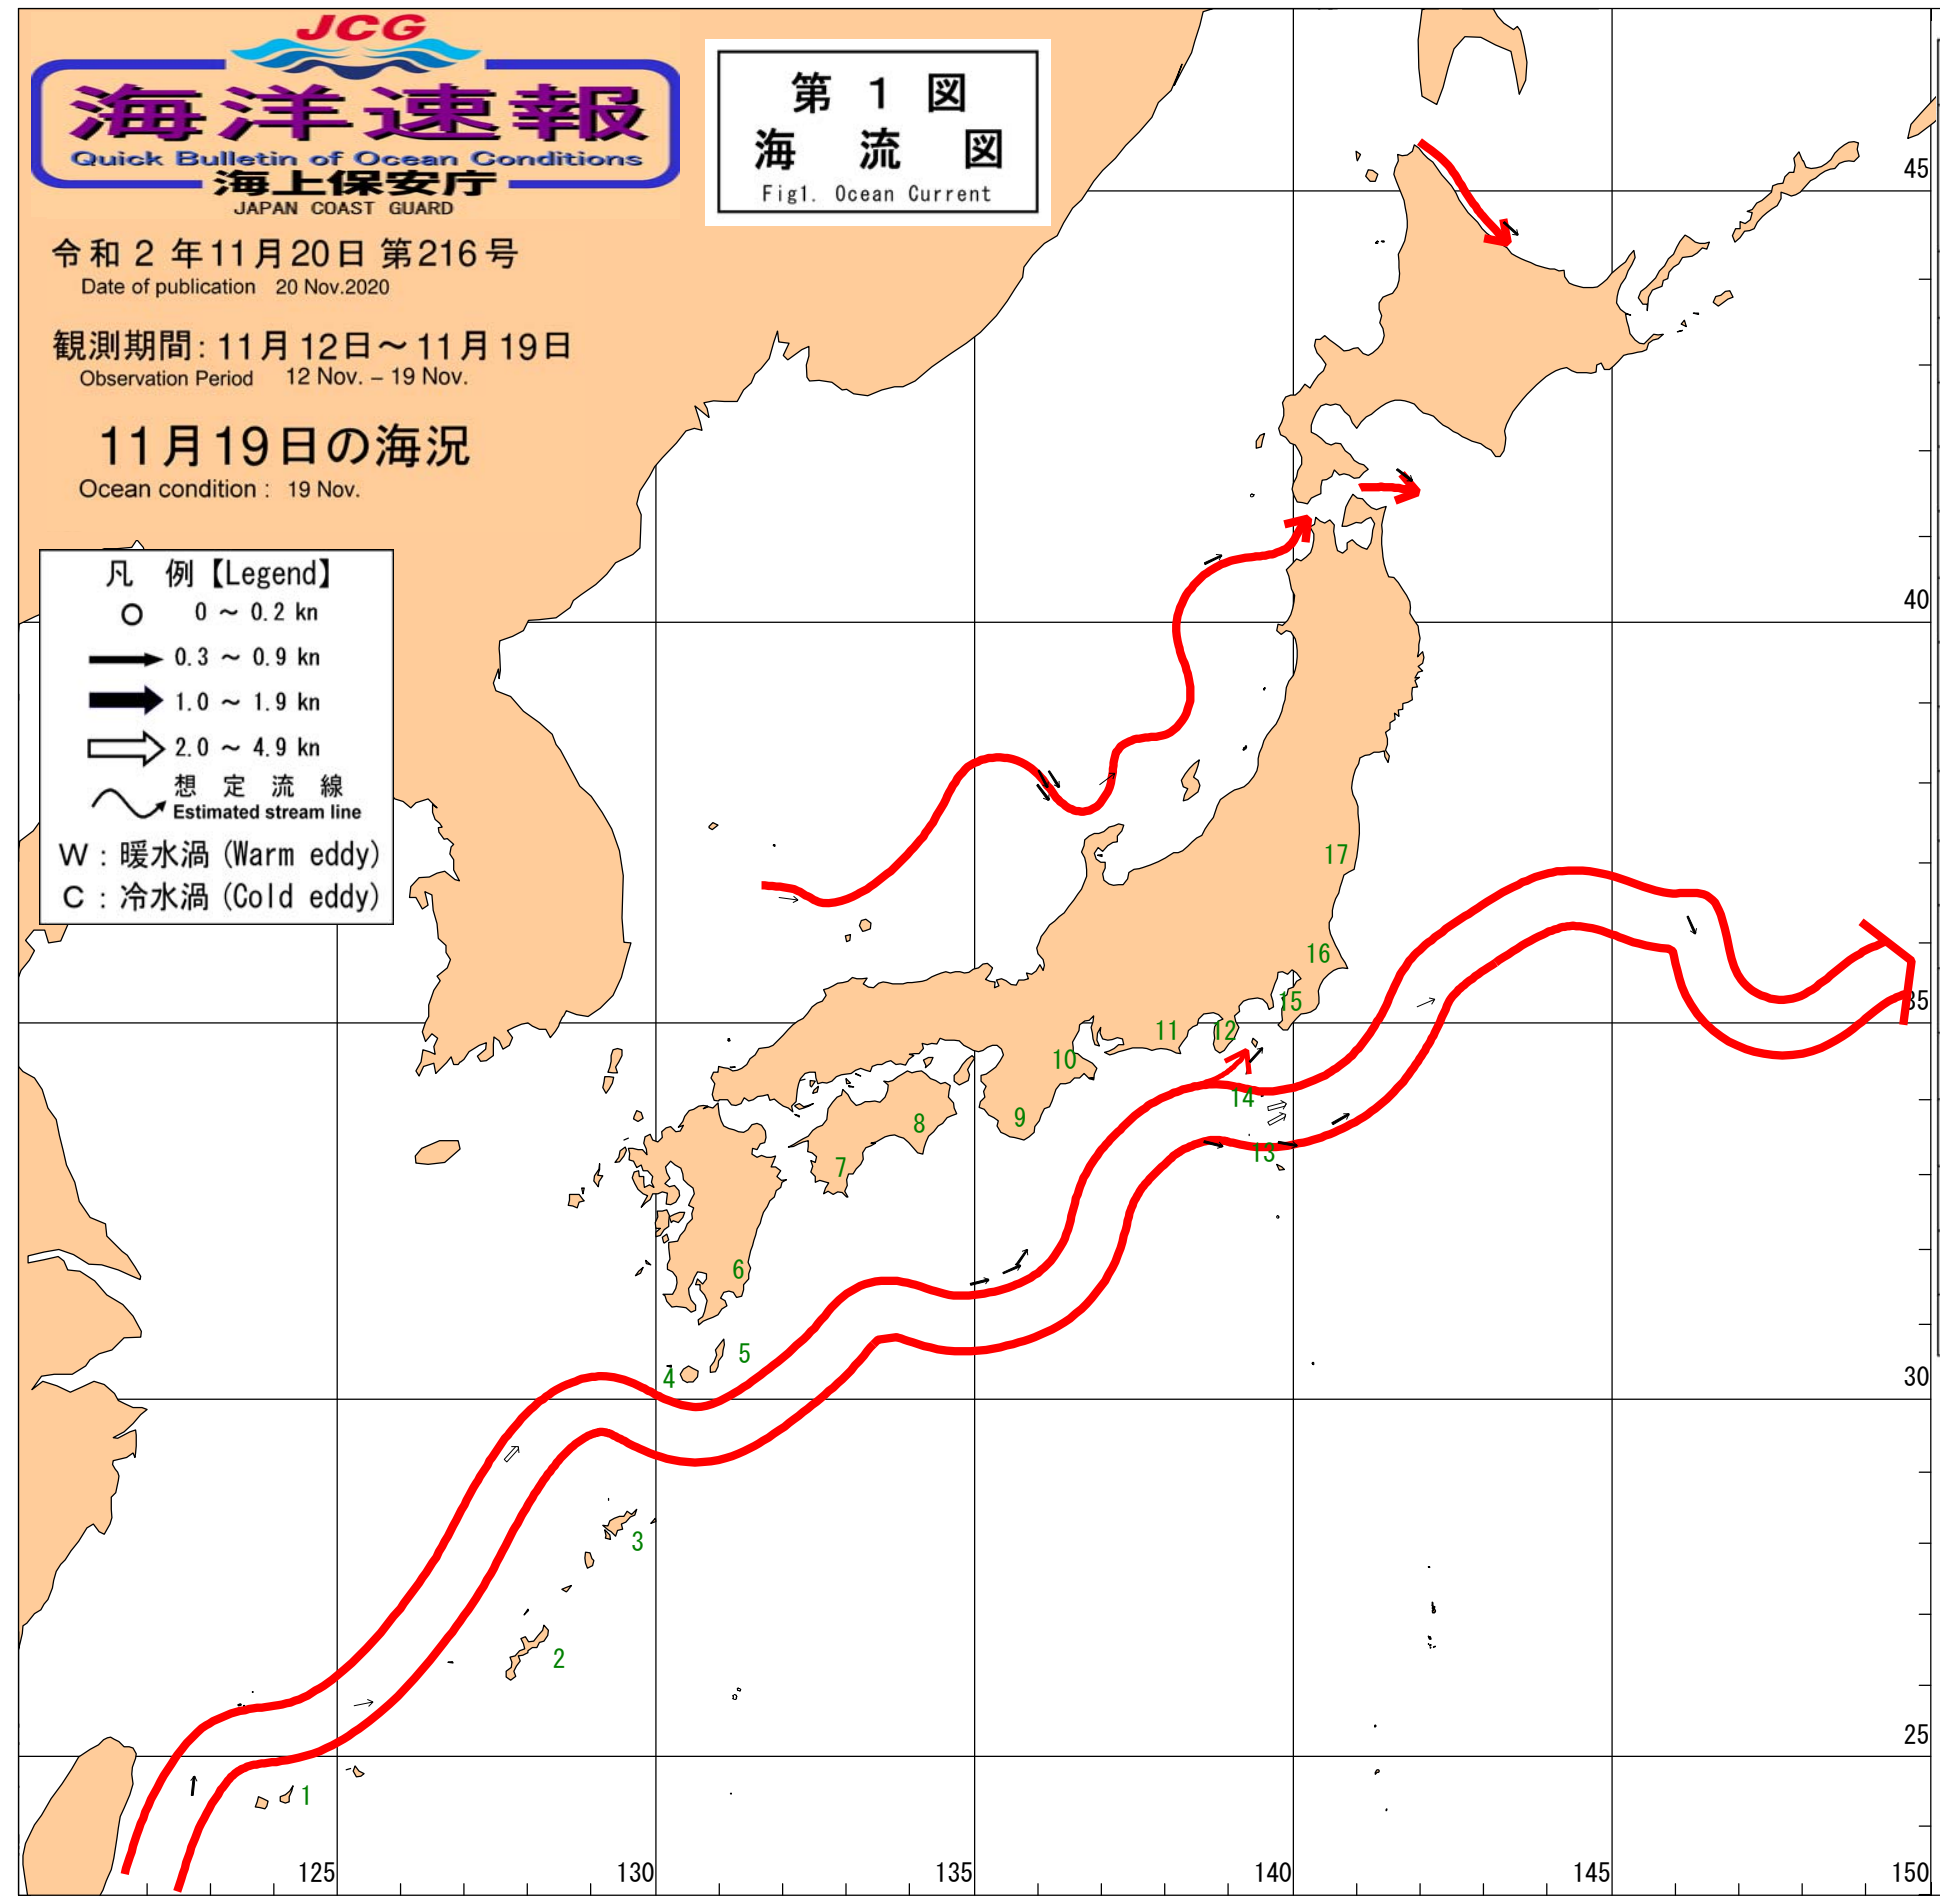 JCG
海洋速報
Quick Bulletin of Ocean Conditions
海上保安庁
JAPAN COAST GUARD
第 1 図
海 流 図
Fig1. Ocean Current
令和 2 年11月20日 第216号
Date of publication 20 Nov.2020
観測期間: 11月12日～11月19日
Observation Period 12 Nov. – 19 Nov.
11月19日の海況
Ocean condition : 19 Nov.
凡 例【Legend】
0 ～ 0.2 kn
0.3 ～ 0.9 kn
1.0 ～ 1.9 kn
2.0 ～ 4.9 kn
想 定 流 線
Estimated stream line
W : 暖水渦 (Warm eddy)
C : 冷水渦 (Cold eddy)
45
40
35
30
25
17
16
15
14
13
12
11
10
9
8
7
6
5
4
3
2
1
125
130
135
140
145
150